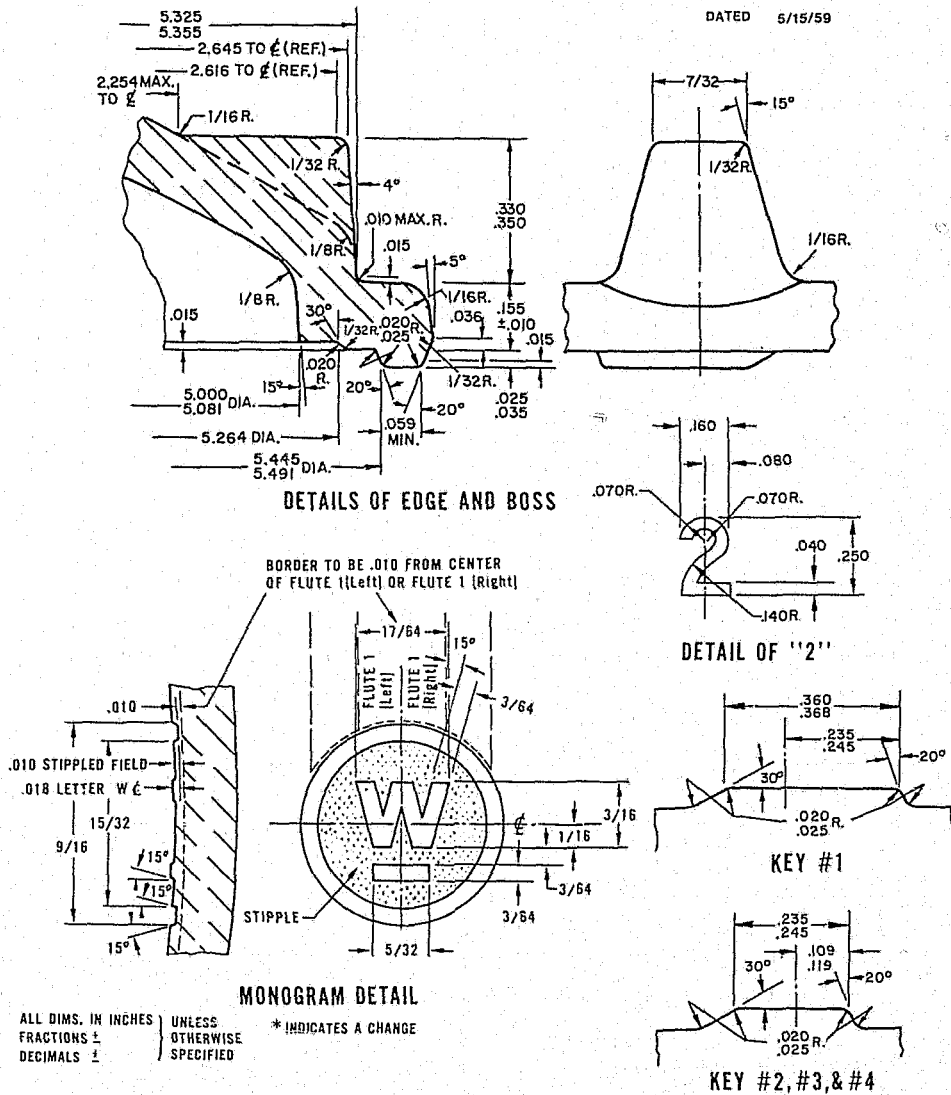 DATED 5/15/59
5.325
5.355
2.645 TO ȼ (REF.)
2.616 TO ȼ (REF.)
2.254 MAX.
TO ȼ
1/16 R.
1/32 R.
4°
.010 MAX. R.
.015
.330
.350
1/8 R.
5°
1/8 R.
1/16 R.
.036
.155
±.010
.015
30°
.015
1/32 R.
.020
.025 R.
.020
R.
15°
1/32 R.
20°
20°
.059
MIN.
.025
.035
5.000
5.081 DIA.
5.264 DIA.
5.445
5.491 DIA.
DETAILS OF EDGE AND BOSS
7/32
15°
1/32 R.
1/16 R.
.160
.080
.070 R.
.070 R.
.040
.250
.140 R.
DETAIL OF "2"
BORDER TO BE .010 FROM CENTER
OF FLUTE 1 (Left) OR FLUTE 1 (Right)
17/64
15°
FLUTE 1
(Left)
FLUTE 1
(Right)
3/64
.010
.010 STIPPLED FIELD
.018 LETTER W ȼ
15/32
9/16
15°
15°
15°
W
ȼ
3/16
1/16
3/64
3/64
STIPPLE
5/32
MONOGRAM DETAIL
.360
.368
.235
.245
20°
30°
.020
.025 R.
KEY #1
.235
.245
.109
.119
30°
20°
.020
.025 R.
KEY #2, #3, & #4
ALL DIMS. IN INCHES
FRACTIONS ±
DECIMALS ±
UNLESS
OTHERWISE
SPECIFIED
* INDICATES A CHANGE